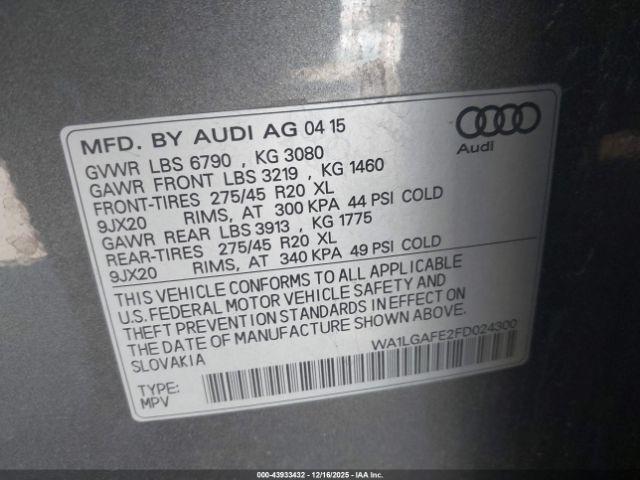 MFD. BY AUDI AG 04 15
Audi
GVWR LBS 6790 , KG 3080
GAWR FRONT LBS 3219 , KG 1460
FRONT-TIRES 275/45 R20 XL
9JX20 RIMS, AT 300 KPA 44 PSI COLD
GAWR REAR LBS 3913 , KG 1775
REAR-TIRES 275/45 R20 XL
9JX20 RIMS, AT 340 KPA 49 PSI COLD
THIS VEHICLE CONFORMS TO ALL APPLICABLE
U.S. FEDERAL MOTOR VEHICLE SAFETY AND
THEFT PREVENTION STANDARDS IN EFFECT ON
THE DATE OF MANUFACTURE SHOWN ABOVE.
SLOVAKIA
WA1LGAFE2FD024300
TYPE:
MPV
000-43933432 - 12/16/2025 - IAAI, Inc.